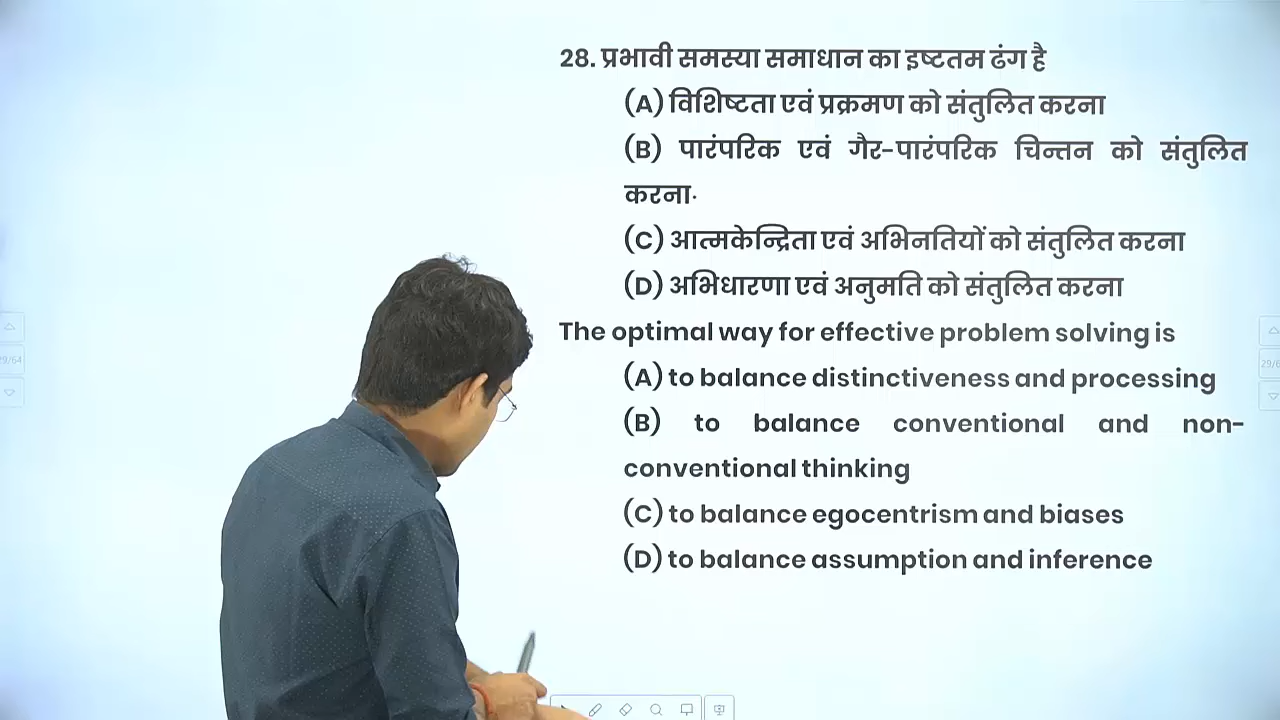 28. प्रभावी समस्या समाधान का इष्टतम ढंग है
(A) विशिष्टता एवं प्रक्रमण को संतुलित करना
(B) पारंपरिक एवं गैर-पारंपरिक चिन्तन को संतुलित
करना.
(C) आत्मकेन्द्रिता एवं अभिनतियों को संतुलित करना
(D) अभिधारणा एवं अनुमति को संतुलित करना
The optimal way for effective problem solving is
(A) to balance distinctiveness and processing
(B) to balance conventional and non-
conventional thinking
(C) to balance egocentrism and biases
(D) to balance assumption and inference